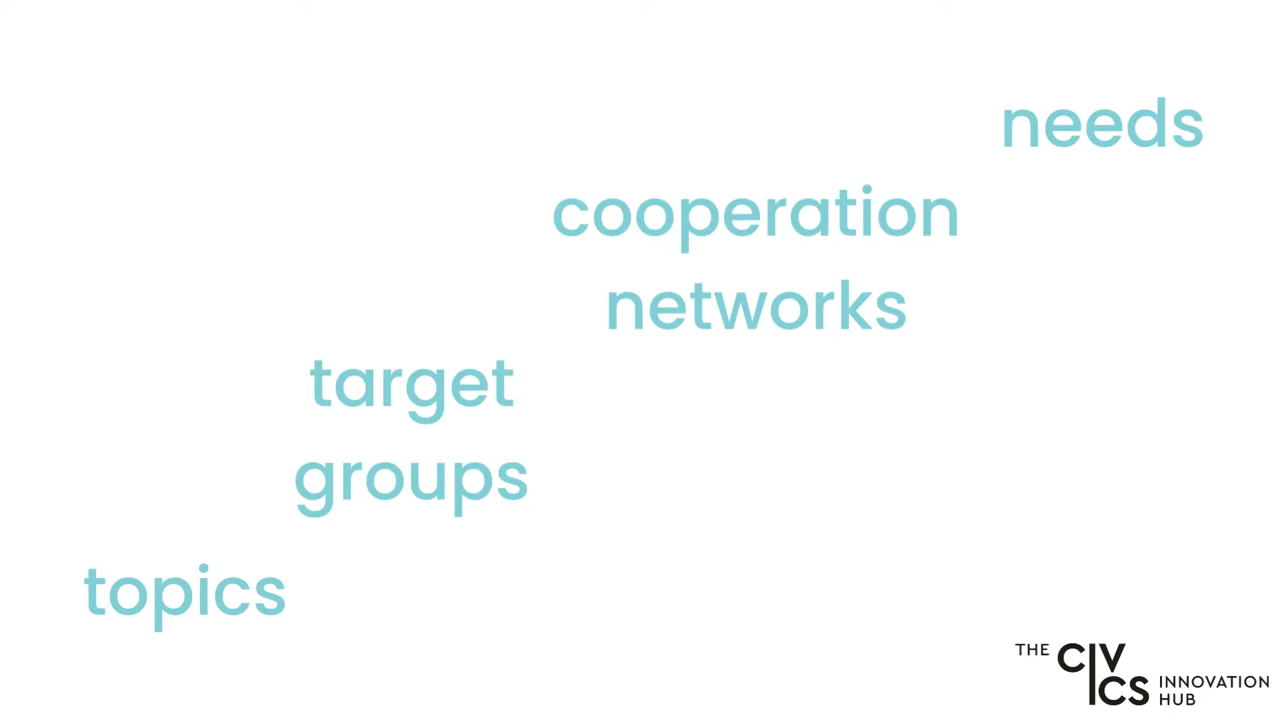 needs
cooperation
networks
target
groups
topics
THE CIVICS INNOVATION HUB